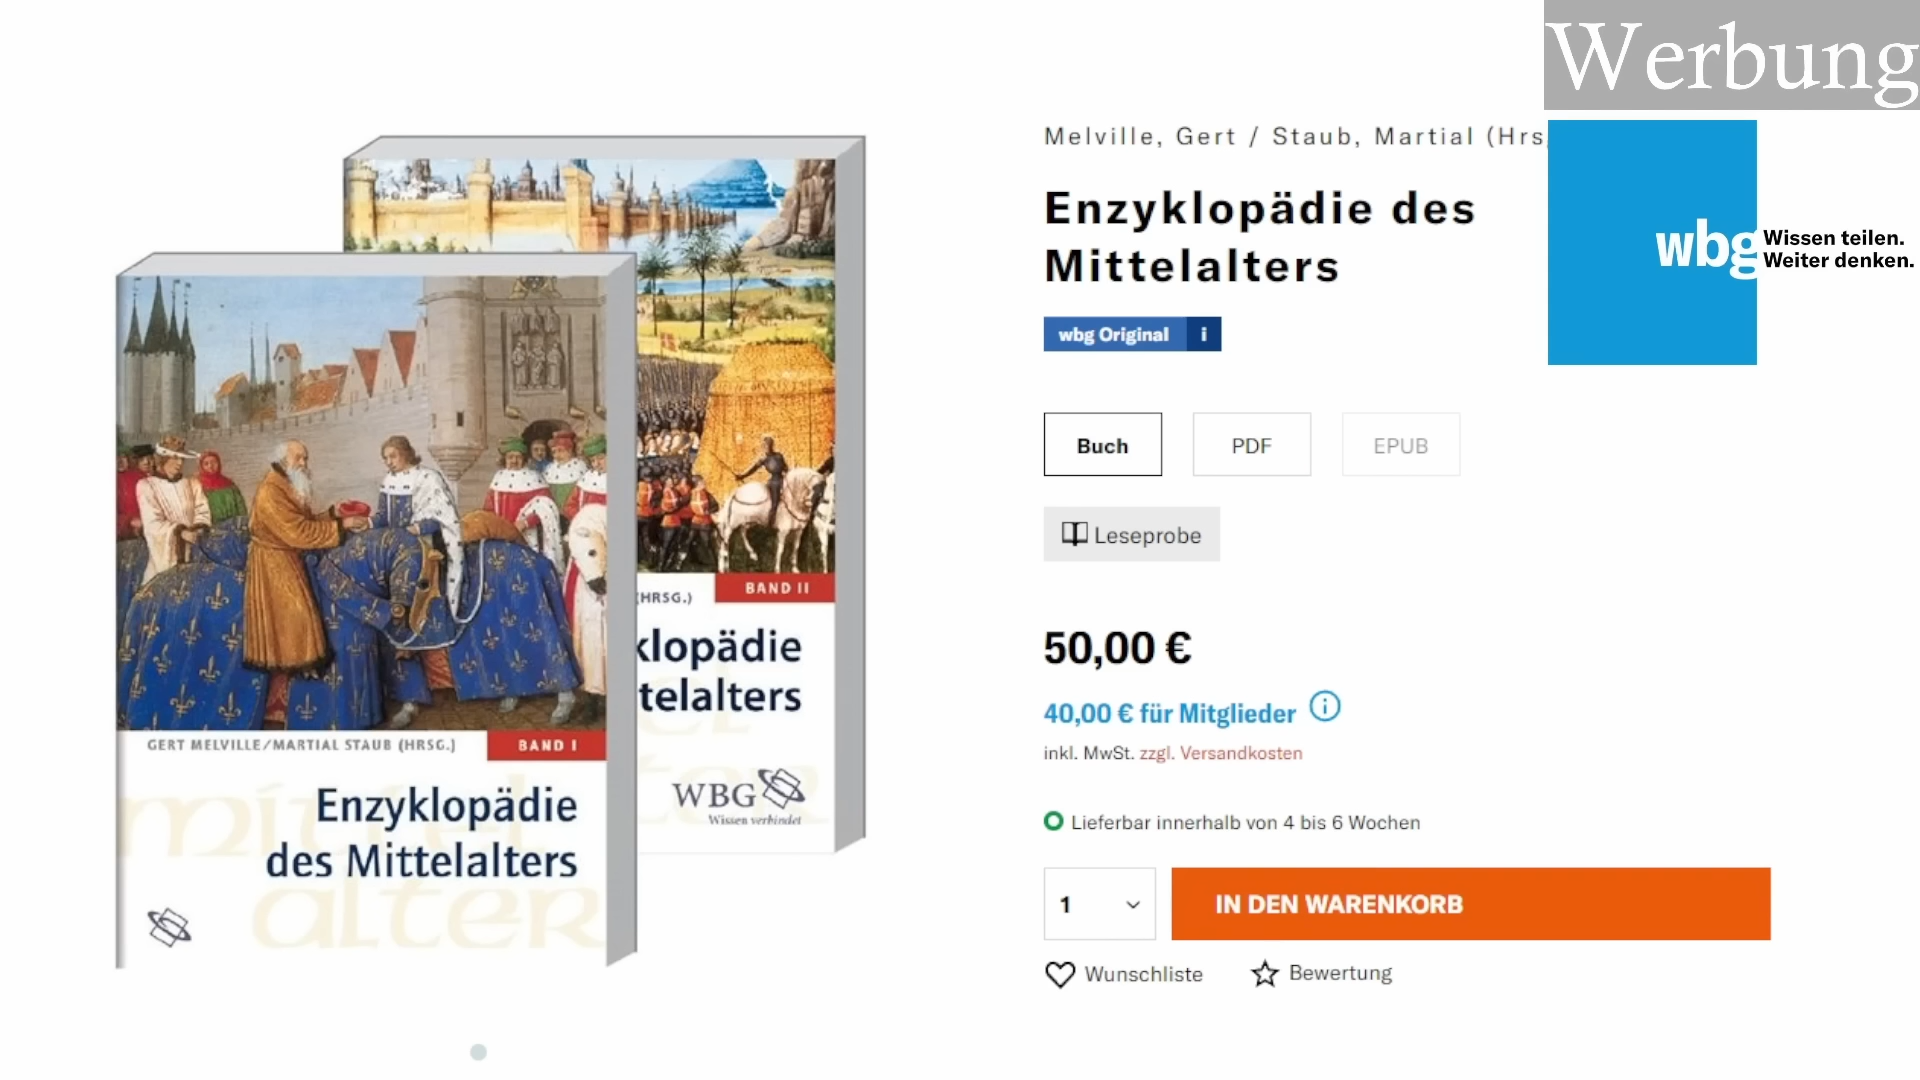 Werbung
Melville, Gert / Staub, Martial (Hrs
Enzyklopädie des
Mittelalters
wbg Original i
wbg
Wissen teilen.
Weiter denken.
Buch
PDF
EPUB
Leseprobe
50,00 €
40,00 € für Mitglieder i
inkl. MwSt. zzgl. Versandkosten
Lieferbar innerhalb von 4 bis 6 Wochen
1
IN DEN WARENKORB
Wunschliste
Bewertung
(HRSG.)
BAND II
klopädie
telalters
WBG
Wissen verbindet
GERT MELVILLE/MARTIAL STAUB (HRSG.)
BAND I
Enzyklopädie
des Mittelalters
mittel
alter